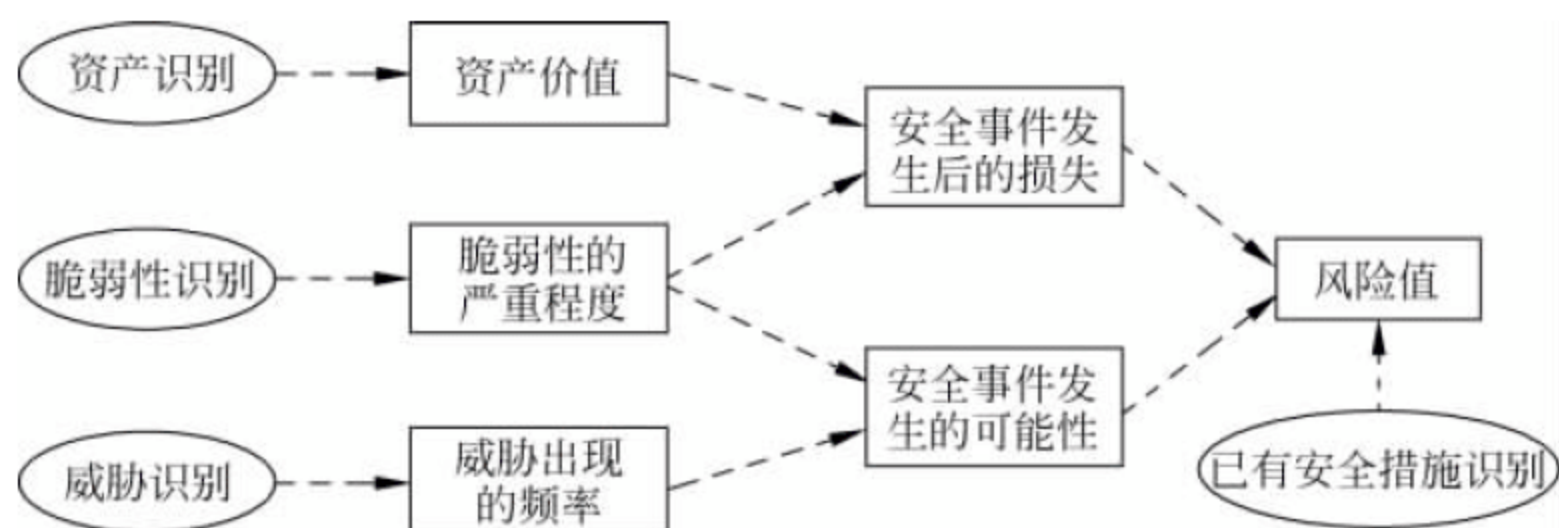 资产识别
资产价值
安全事件发
生后的损失
脆弱性识别
脆弱性的
严重程度
风险值
安全事件发
生的可能性
威胁识别
威胁出现
的频率
已有安全措施识别